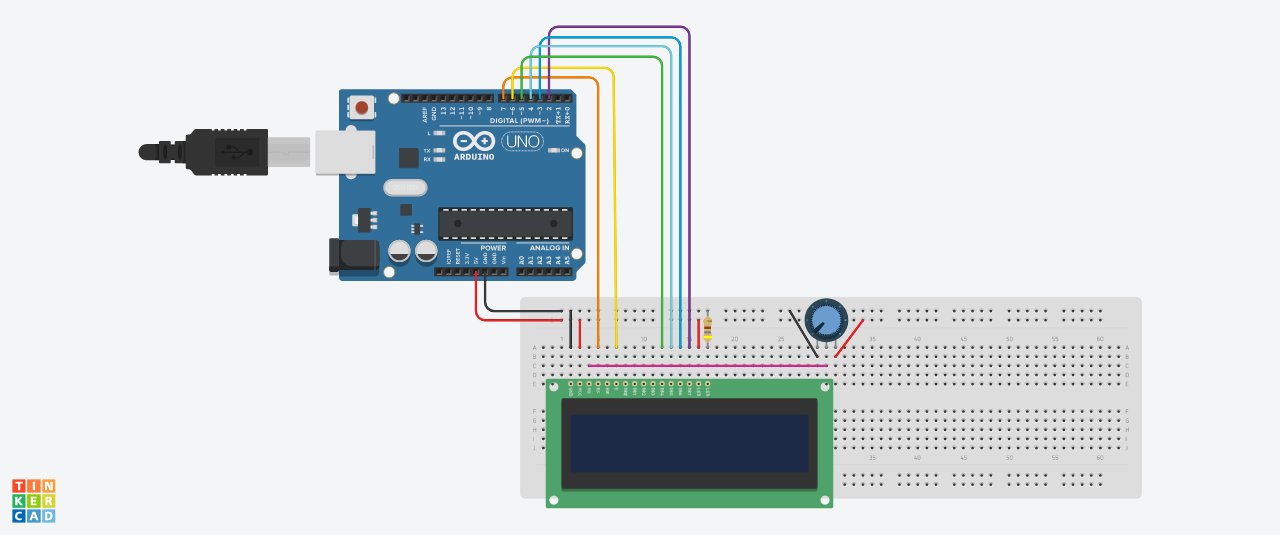 AREF
GND
13
12
~11
~10
~9
8
7
~6
~5
4
~3
2
TX→1
RX←0
DIGITAL (PWM~)
L
TX
RX
ON
UNO
ARDUINO
POWER
ANALOG IN
IOREF
RESET
3.3V
5V
GND
GND
Vin
A0
A1
A2
A3
A4
A5
10
20
25
35
40
45
50
55
60
A
B
C
D
E
A
B
C
D
E
F
G
H
I
J
F
G
H
I
J
35
40
45
50
55
60
TIN
KER
CAD